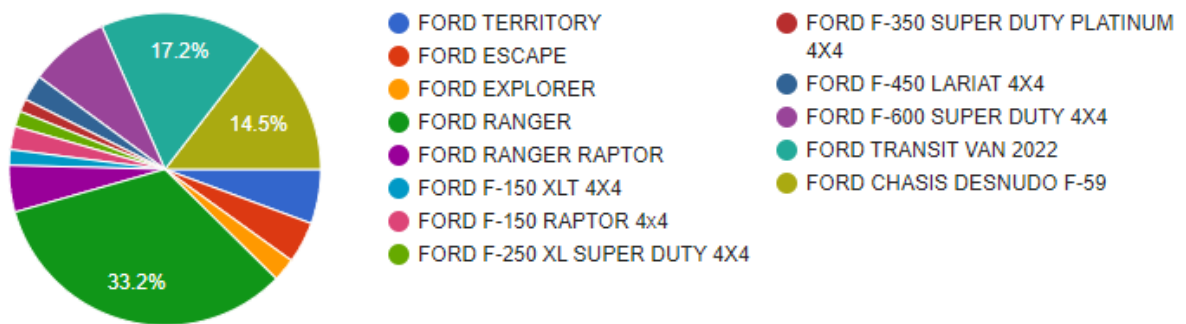 17.2%
14.5%
33.2%
FORD TERRITORY
FORD ESCAPE
FORD EXPLORER
FORD RANGER
FORD RANGER RAPTOR
FORD F-150 XLT 4X4
FORD F-150 RAPTOR 4x4
FORD F-250 XL SUPER DUTY 4X4
FORD F-350 SUPER DUTY PLATINUM
4X4
FORD F-450 LARIAT 4X4
FORD F-600 SUPER DUTY 4X4
FORD TRANSIT VAN 2022
FORD CHASIS DESNUDO F-59